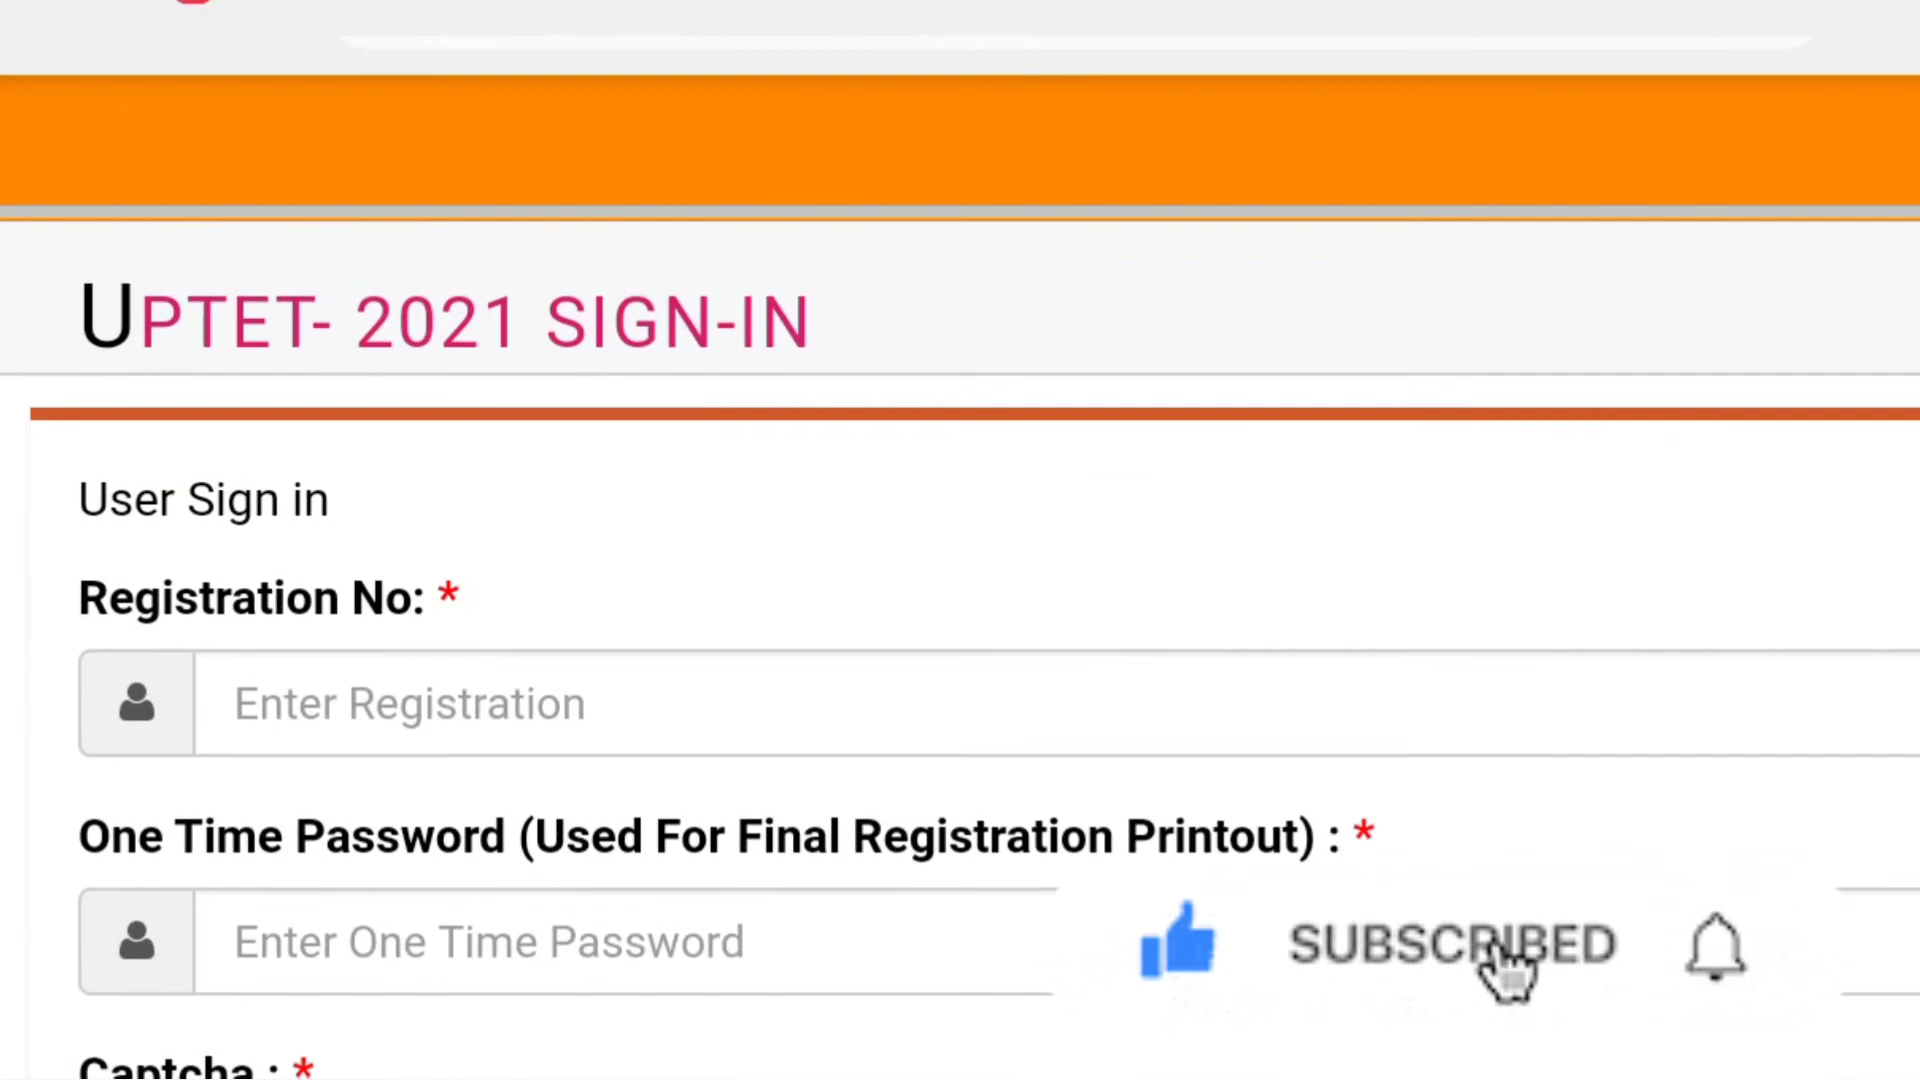 UPTET- 2021 SIGN-IN
User Sign in
Registration No: *
Enter Registration
One Time Password (Used For Final Registration Printout) : *
Enter One Time Password
SUBSCRIBED
Captcha : *